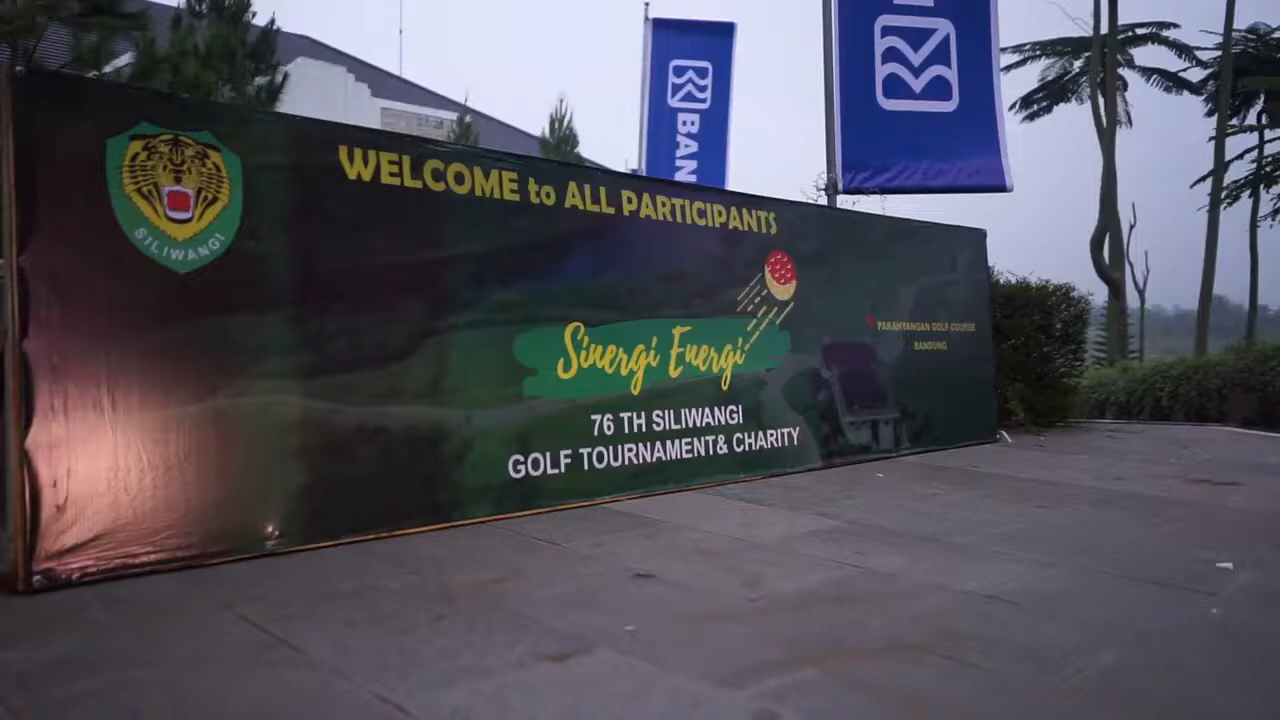 BAN
SILIWANGI
WELCOME to ALL PARTICIPANTS
Sinergi Energi
76 TH SILIWANGI
GOLF TOURNAMENT& CHARITY
PARAHYANGAN GOLF COURSE
BANDUNG